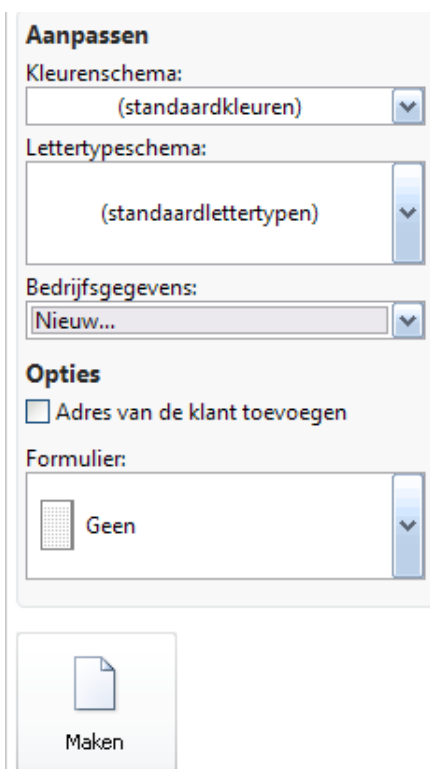 Aanpassen
Kleurenschema:
(standaardkleuren)
Lettertypeschema:
(standaardlettertypen)
Bedrijfsgegevens:
Nieuw...
Opties
Adres van de klant toevoegen
Formulier:
Geen
Maken